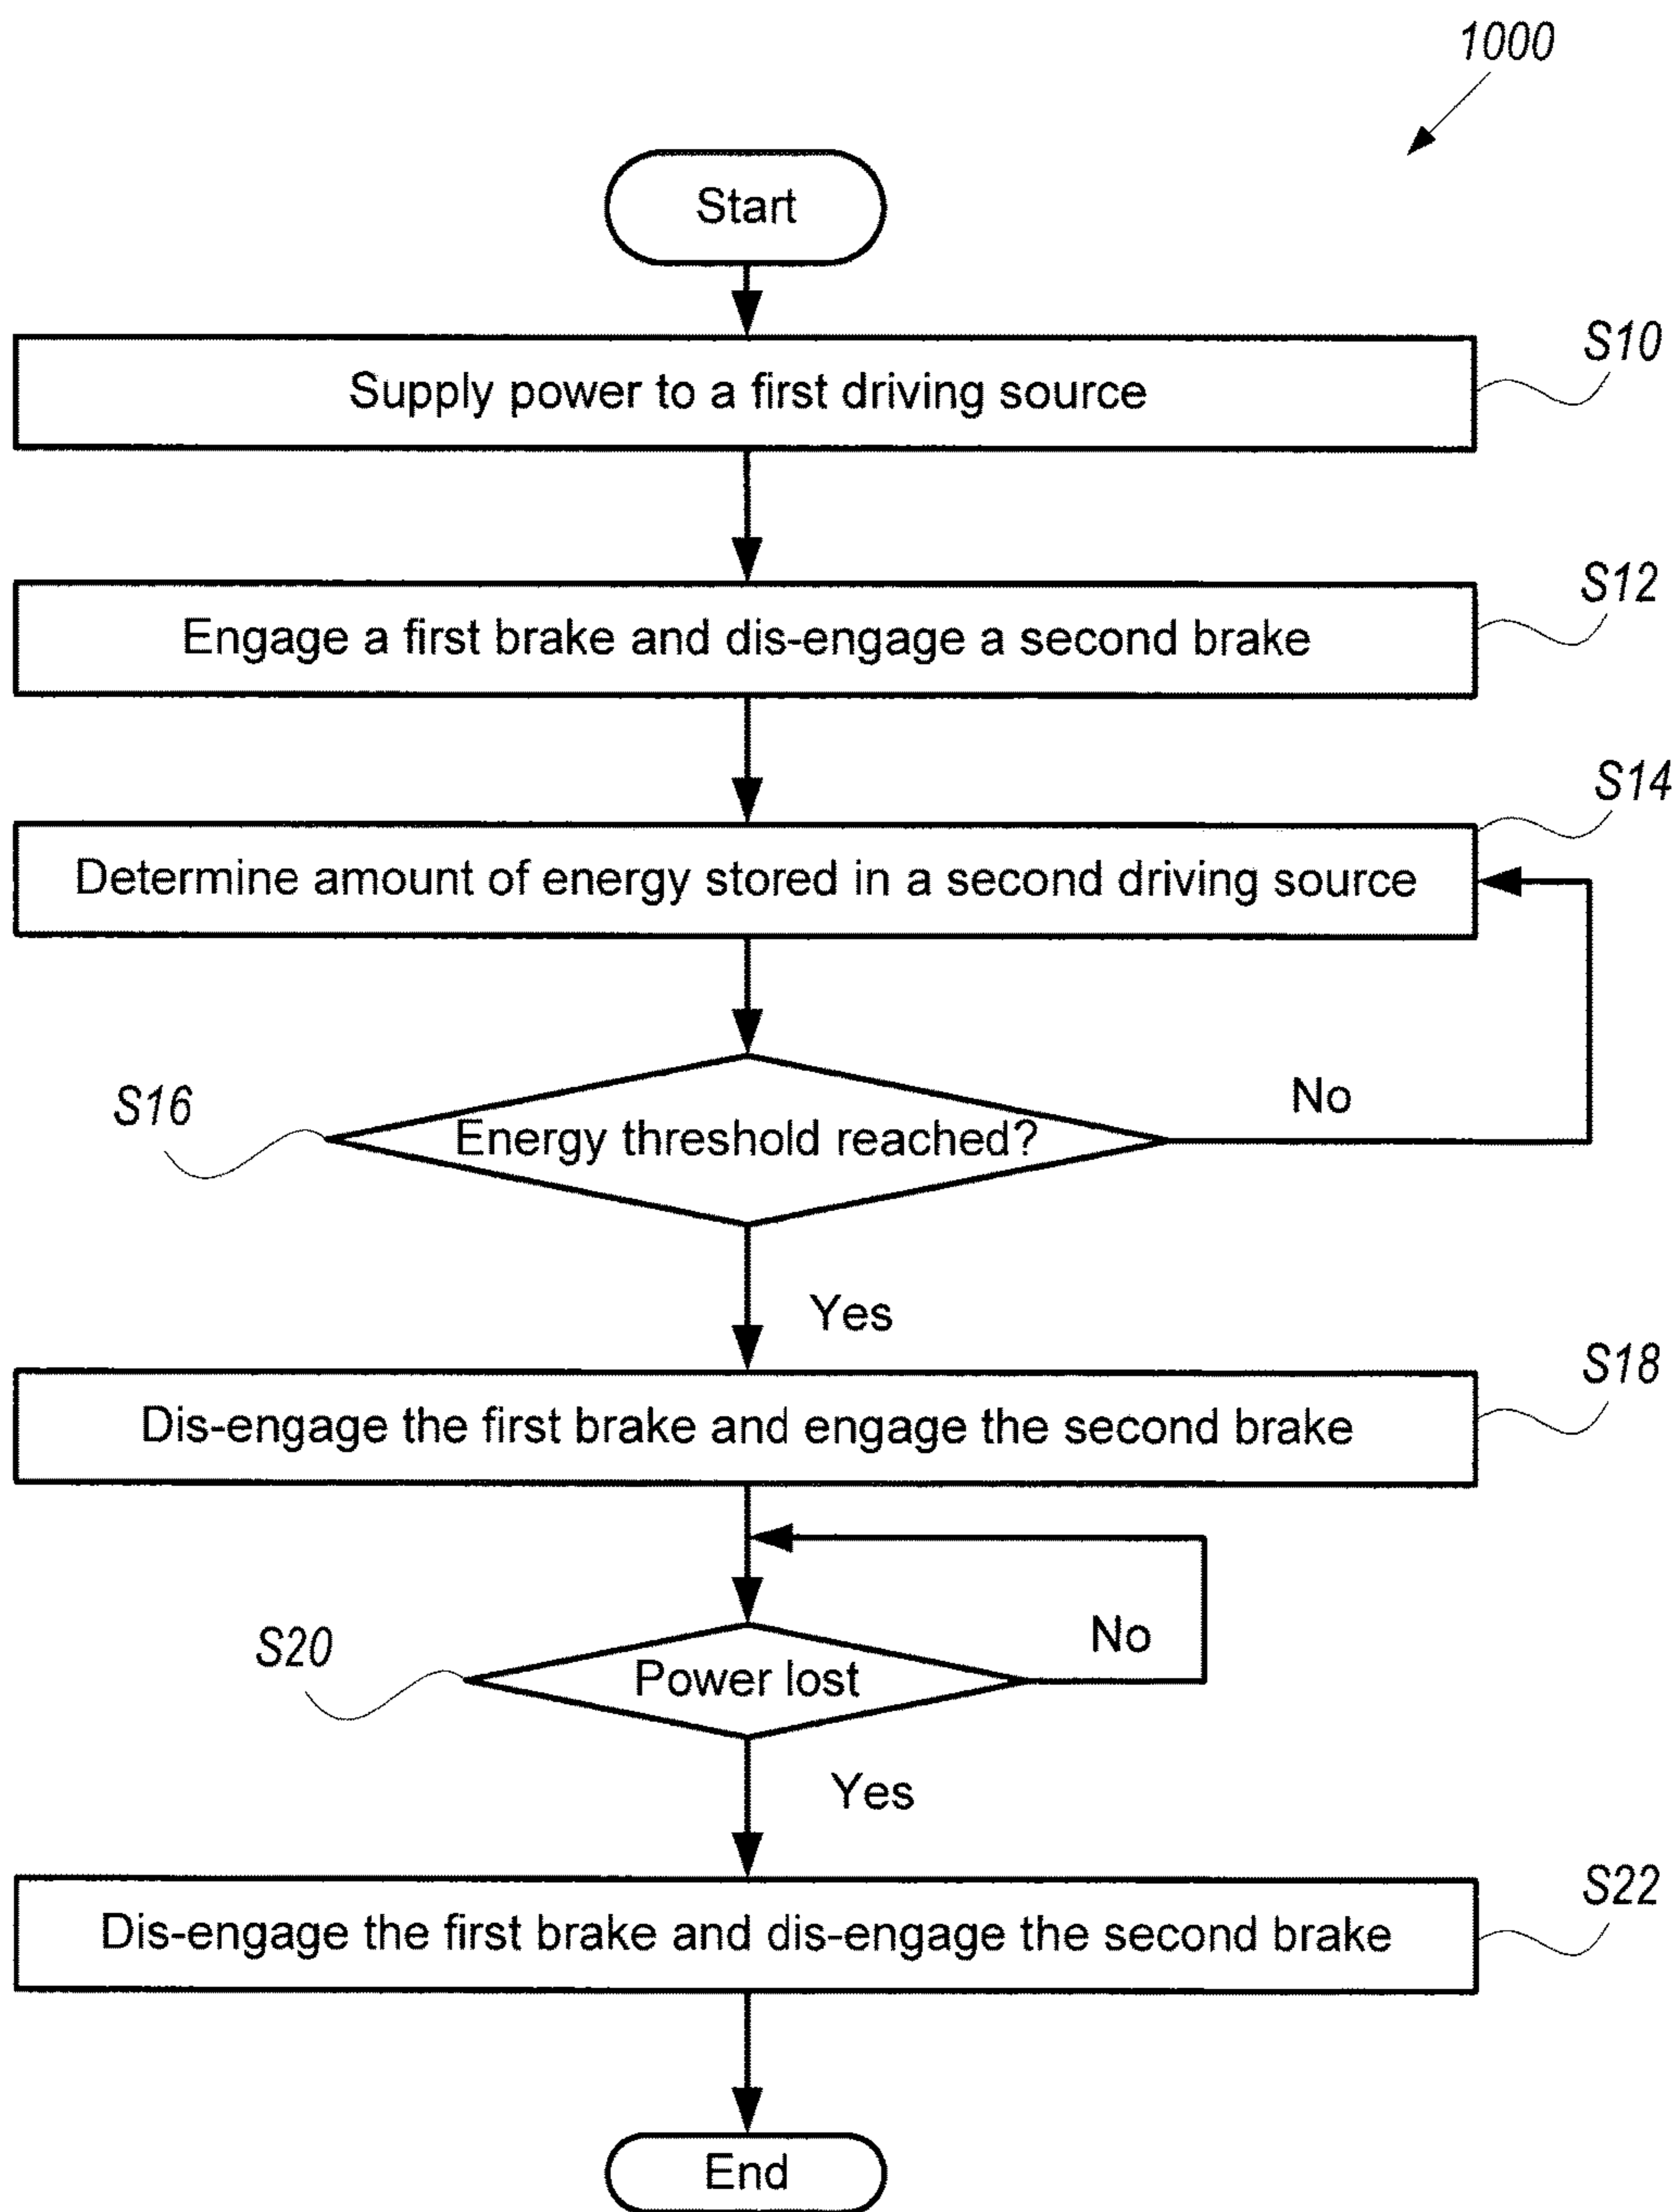 1000
Start
Supply power to a first driving source
S10
Engage a first brake and dis-engage a second brake
S12
Determine amount of energy stored in a second driving source
S14
Energy threshold reached?
S16
No
Yes
Dis-engage the first brake and engage the second brake
S18
Power lost
S20
No
Yes
Dis-engage the first brake and dis-engage the second brake
S22
End